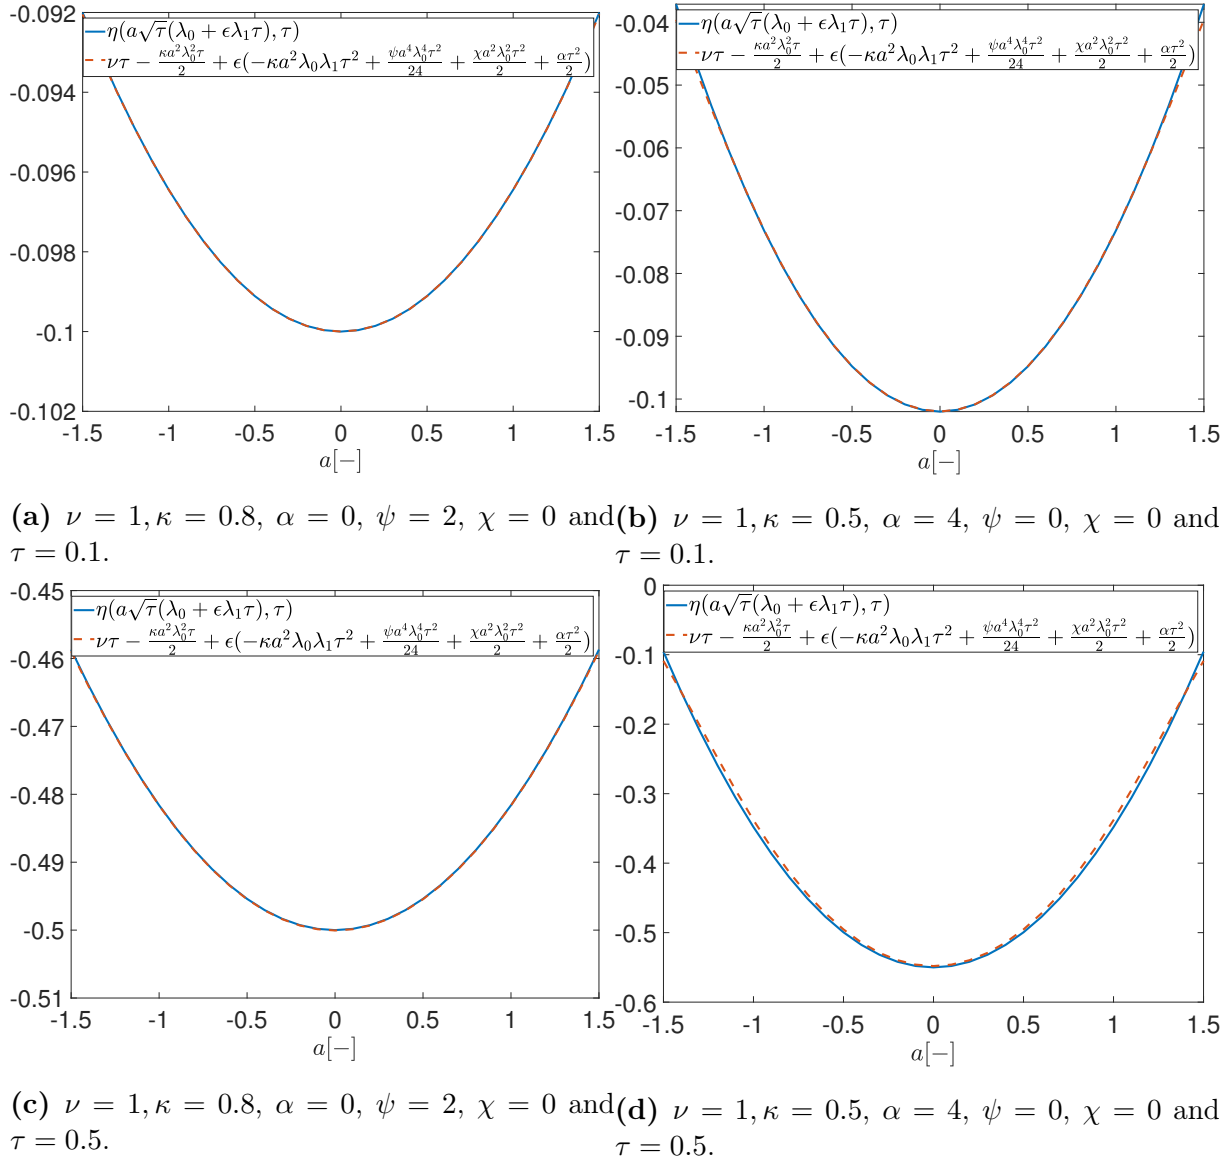 -0.092
-0.094
-0.096
-0.098
-0.1
-0.102
-1.5 -1 -0.5 0 0.5 1 1.5
a[−]
η(a√τ(λ₀ + ϵλ₁τ), τ)
ντ − κa²λ₀²τ/2 + ϵ(−κa²λ₀λ₁τ² + ψa⁴λ₀⁴τ²/24 + χa²λ₀²τ²/2 + ατ²/2)
(a) ν = 1, κ = 0.8, α = 0, ψ = 2, χ = 0 and
τ = 0.1.
-0.04
-0.05
-0.06
-0.07
-0.08
-0.09
-0.1
-1.5 -1 -0.5 0 0.5 1 1.5
a[−]
η(a√τ(λ₀ + ϵλ₁τ), τ)
ντ − κa²λ₀²τ/2 + ϵ(−κa²λ₀λ₁τ² + ψa⁴λ₀⁴τ²/24 + χa²λ₀²τ²/2 + ατ²/2)
(b) ν = 1, κ = 0.5, α = 4, ψ = 0, χ = 0 and
τ = 0.1.
-0.45
-0.46
-0.47
-0.48
-0.49
-0.5
-0.51
-1.5 -1 -0.5 0 0.5 1 1.5
a[−]
η(a√τ(λ₀ + ϵλ₁τ), τ)
ντ − κa²λ₀²τ/2 + ϵ(−κa²λ₀λ₁τ² + ψa⁴λ₀⁴τ²/24 + χa²λ₀²τ²/2 + ατ²/2)
(c) ν = 1, κ = 0.8, α = 0, ψ = 2, χ = 0 and
τ = 0.5.
0
-0.1
-0.2
-0.3
-0.4
-0.5
-0.6
-1.5 -1 -0.5 0 0.5 1 1.5
a[−]
η(a√τ(λ₀ + ϵλ₁τ), τ)
ντ − κa²λ₀²τ/2 + ϵ(−κa²λ₀λ₁τ² + ψa⁴λ₀⁴τ²/24 + χa²λ₀²τ²/2 + ατ²/2)
(d) ν = 1, κ = 0.5, α = 4, ψ = 0, χ = 0 and
τ = 0.5.